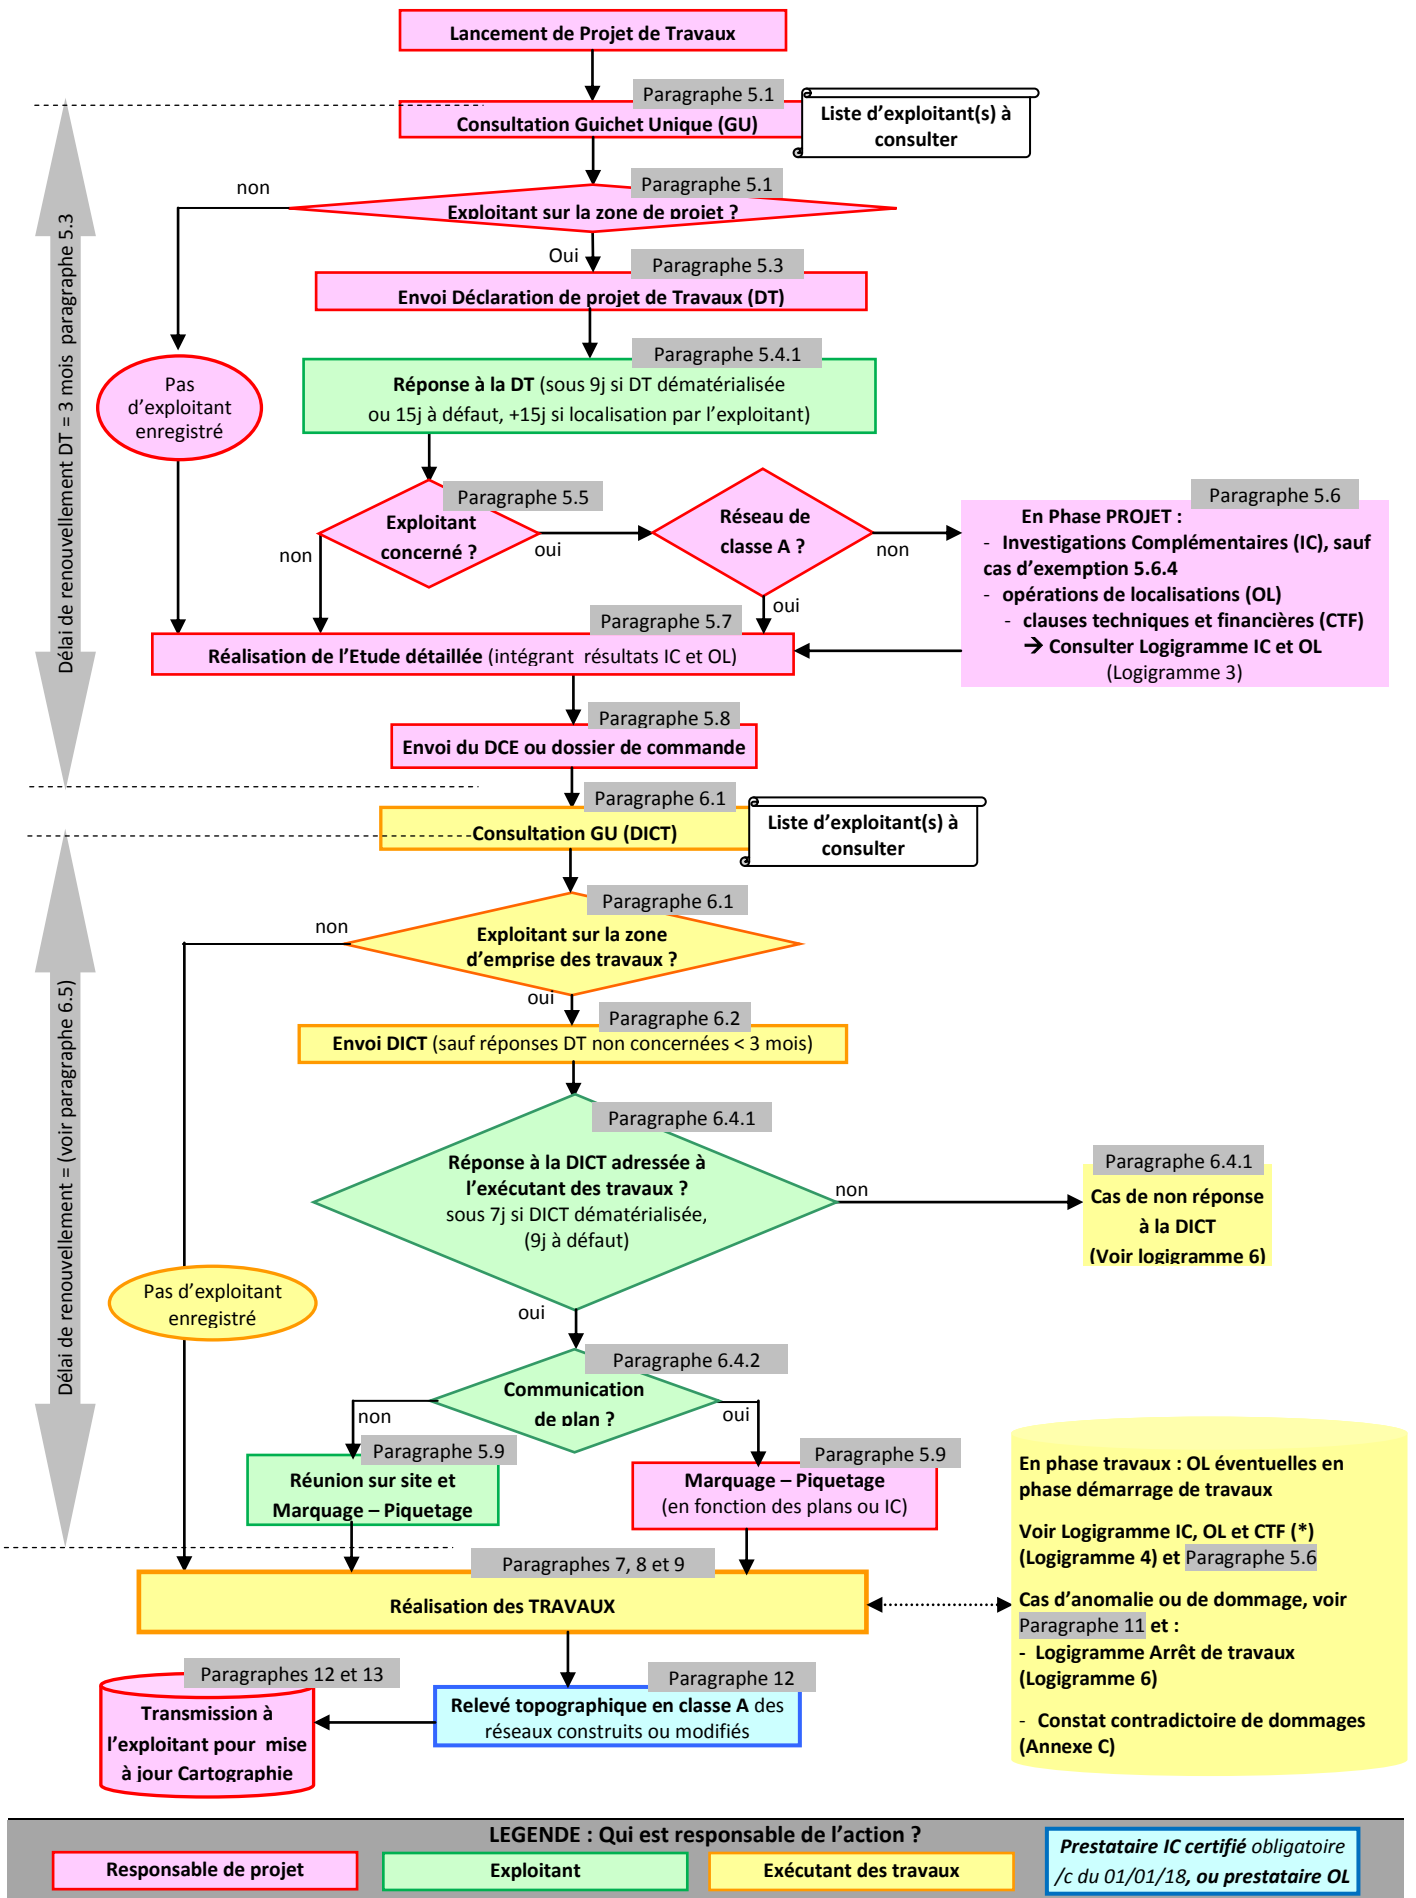 Lancement de Projet de Travaux
Paragraphe 5.1
Consultation Guichet Unique (GU)
Liste d’exploitant(s) à
consulter
Délai de renouvellement DT = 3 mois  paragraphe 5.3
non
Paragraphe 5.1
Exploitant sur la zone de projet ?
Oui
Paragraphe 5.3
Envoi Déclaration de projet de Travaux (DT)
Pas
d’exploitant
enregistré
Paragraphe 5.4.1
Réponse à la DT (sous 9j si DT dématérialisée
ou 15j à défaut, +15j si localisation par l’exploitant)
Paragraphe 5.5
Exploitant
concerné ?
non
oui
Réseau de
classe A ?
non
oui
Paragraphe 5.6
En Phase PROJET :
- Investigations Complémentaires (IC), sauf
cas d’exemption 5.6.4
- opérations de localisations (OL)
- clauses techniques et financières (CTF)
→ Consulter Logigramme IC et OL
(Logigramme 3)
Paragraphe 5.7
Réalisation de l’Etude détaillée (intégrant  résultats IC et OL)
Paragraphe 5.8
Envoi du DCE ou dossier de commande
Paragraphe 6.1
Consultation GU (DICT)
Liste d’exploitant(s) à
consulter
Délai de renouvellement = (voir paragraphe 6.5)
non
Paragraphe 6.1
Exploitant sur la zone
d’emprise des travaux ?
oui
Paragraphe 6.2
Envoi DICT (sauf réponses DT non concernées < 3 mois)
Paragraphe 6.4.1
Réponse à la DICT adressée à
l’exécutant des travaux ?
sous 7j si DICT dématérialisée,
(9j à défaut)
non
oui
Paragraphe 6.4.1
Cas de non réponse
à la DICT
(Voir logigramme 6)
Pas d’exploitant
enregistré
Paragraphe 6.4.2
Communication
de plan ?
non
oui
Paragraphe 5.9
Réunion sur site et
Marquage – Piquetage
Paragraphe 5.9
Marquage – Piquetage
(en fonction des plans ou IC)
En phase travaux : OL éventuelles en
phase démarrage de travaux
Voir Logigramme IC, OL et CTF (*)
(Logigramme 4) et Paragraphe 5.6
Cas d’anomalie ou de dommage, voir
Paragraphe 11 et :
- Logigramme Arrêt de travaux
(Logigramme 6)
- Constat contradictoire de dommages
(Annexe C)
Paragraphes 7, 8 et 9
Réalisation des TRAVAUX
Paragraphes 12 et 13
Transmission à
l’exploitant pour  mise
à jour Cartographie
Paragraphe 12
Relevé topographique en classe A des
réseaux construits ou modifiés
LEGENDE : Qui est responsable de l’action ?
Responsable de projet
Exploitant
Exécutant des travaux
Prestataire IC certifié obligatoire
/c du 01/01/18, ou prestataire OL